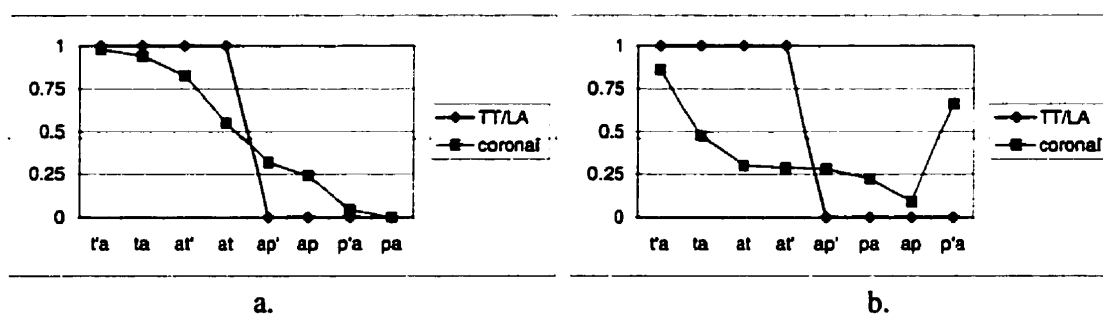 1
0.75
0.5
0.25
0
t'a ta at' at ap' ap p'a pa
TT/LA
coronal
a.
1
0.75
0.5
0.25
0
t'a ta at at' ap' pa ap p'a
TT/LA
coronal
b.